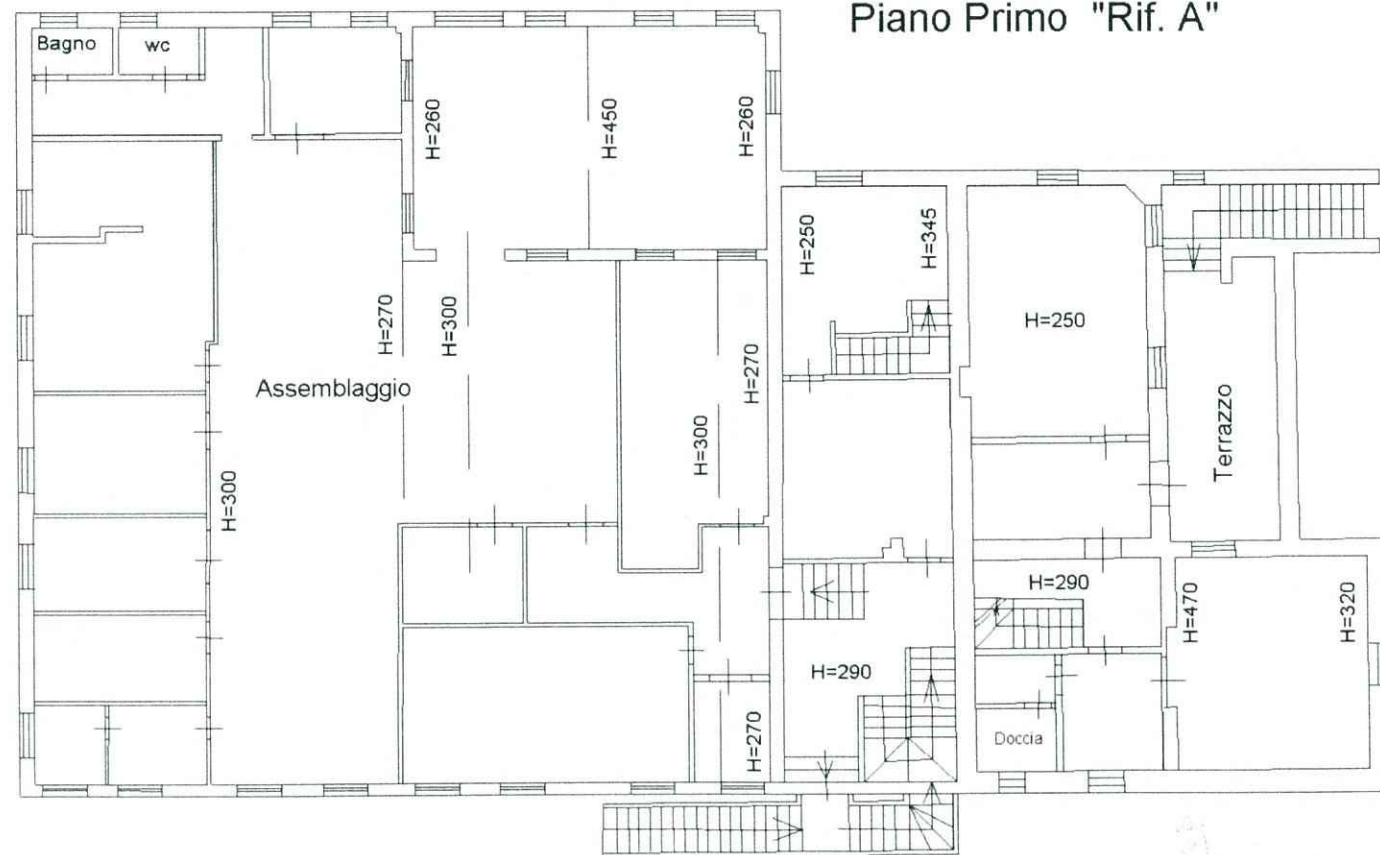 Piano Primo "Rif. A"
Bagno
wc
H=260
H=450
H=260
H=250
H=345
H=250
H=270
H=300
H=270
Assemblaggio
H=300
H=300
Terrazzo
H=290
H=470
H=320
H=290
H=270
Doccia